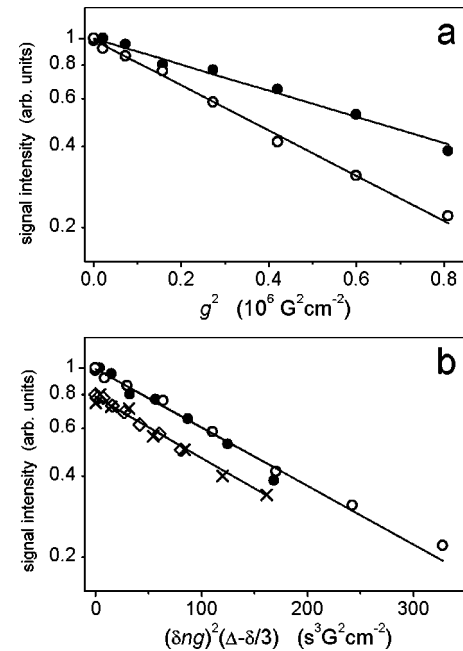 a
1
0.8
0.6
0.4
0.2
signal intensity (arb. units)
0.0 0.2 0.4 0.6 0.8
g² (10⁶ G²cm⁻²)
b
1
0.8
0.6
0.4
0.2
signal intensity (arb. units)
0 100 200 300
(δng)²(Δ-δ/3) (s³G²cm⁻²)